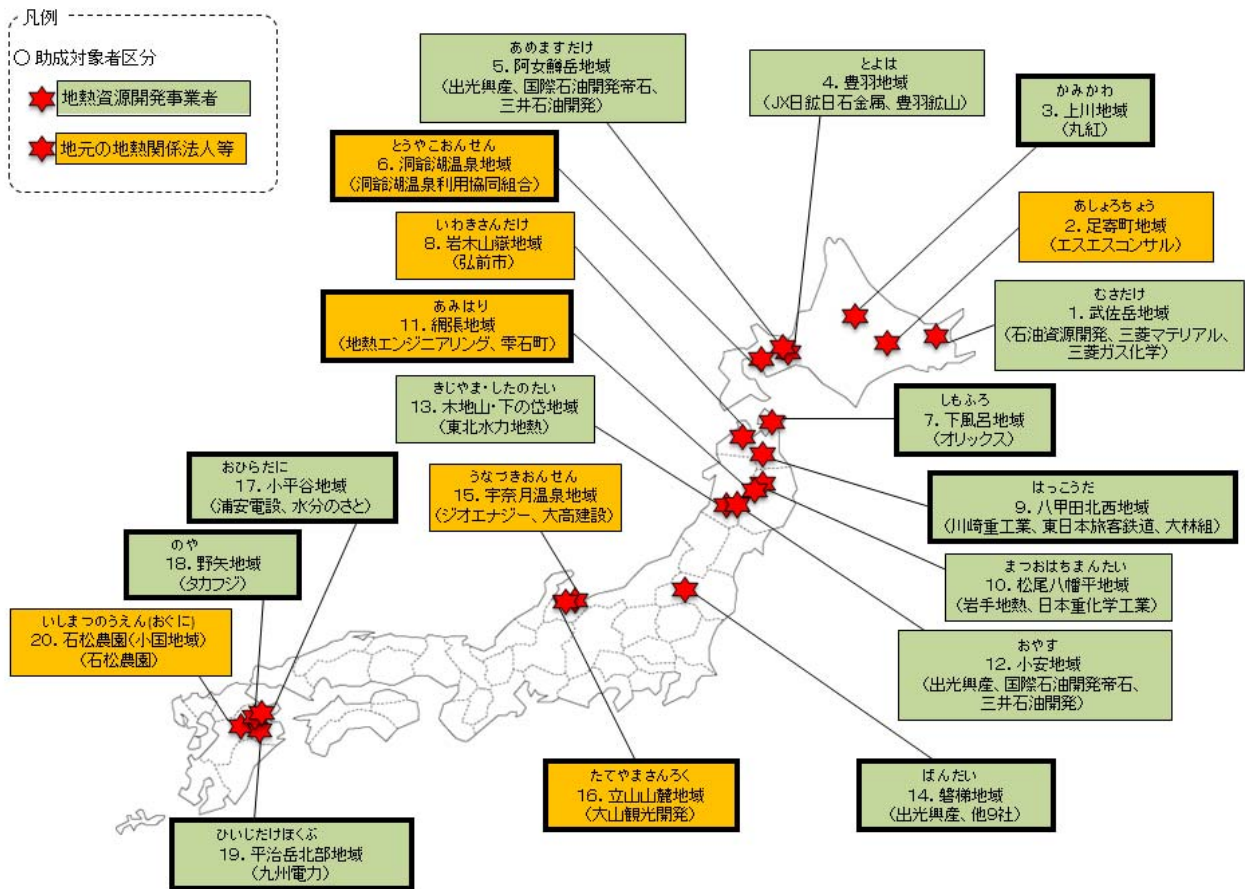 凡例
○ 助成対象者区分
地熱資源開発事業者
地元の地熱関係法人等
あめますだけ
5. 阿女鱒岳地域
(出光興産、国際石油開発帝石、
三井石油開発)
とよは
4. 豊羽地域
(JX日鉱日石金属、豊羽鉱山)
かみかわ
3. 上川地域
(丸紅)
とうやこおんせん
6. 洞爺湖温泉地域
(洞爺湖温泉利用協同組合)
あしょろちょう
2. 足寄町地域
(エスエスコンサル)
いわきさんだけ
8. 岩木山嶽地域
(弘前市)
むさだけ
1. 武佐岳地域
(石油資源開発、三菱マテリアル、
三菱ガス化学)
あみはり
11. 網張地域
(地熱エンジニアリング、雫石町)
きじやま・したのたい
13. 木地山・下の岱地域
(東北水力地熱)
しもふろ
7. 下風呂地域
(オリックス)
おひらだに
17. 小平谷地域
(浦安電設、水分のさと)
うなづきおんせん
15. 宇奈月温泉地域
(ジオエナジー、大高建設)
はっこうだ
9. 八甲田北西地域
(川崎重工業、東日本旅客鉄道、大林組)
のや
18. 野矢地域
(タカフジ)
まつおはちまんたい
10. 松尾八幡平地域
(岩手地熱、日本重化学工業)
いしまつのうえん(おぐに)
20. 石松農園(小国地域)
(石松農園)
おやす
12. 小安地域
(出光興産、国際石油開発帝石、
三井石油開発)
たてやまさんろく
16. 立山山麓地域
(大山観光開発)
ばんだい
14. 磐梯地域
(出光興産、他9社)
ひいじだけほくぶ
19. 平治岳北部地域
(九州電力)